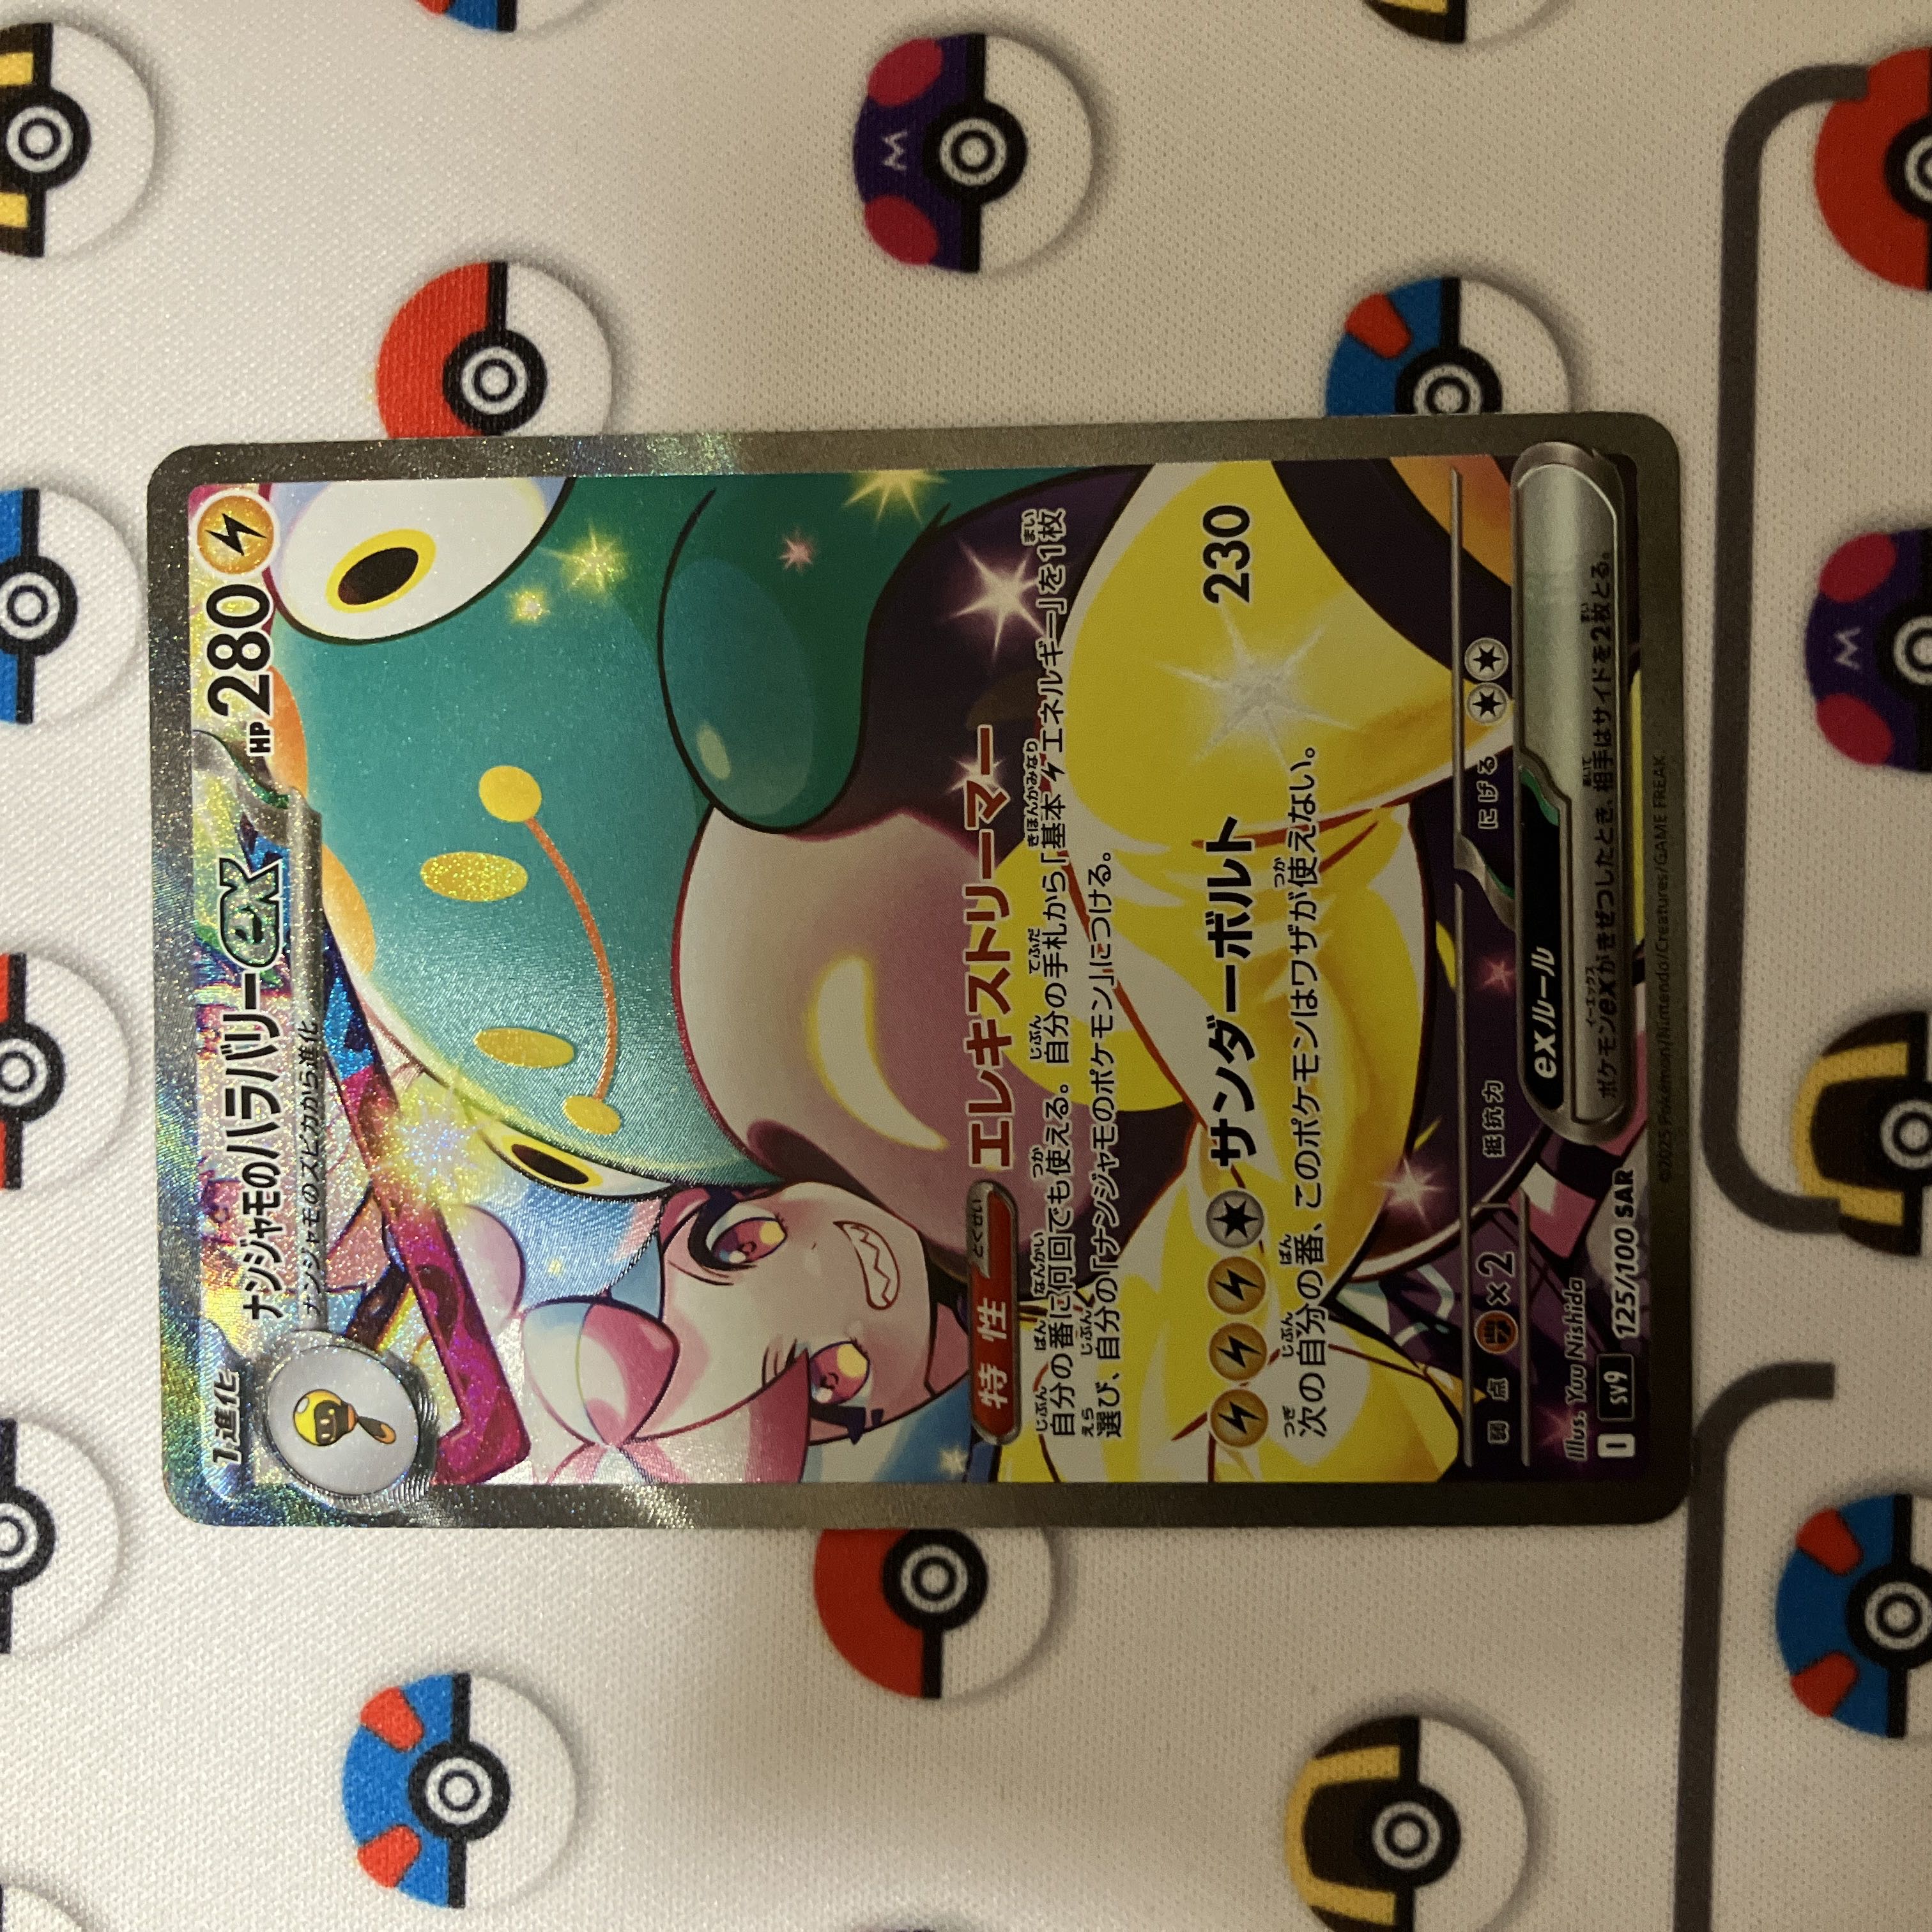 1進化
ナンジャモのハラバリーex
HP 280
ナンジャモのズピカから進化
特性 とくせい
エレキストリーマー
自分の番に何回でも使える。自分の手札から「基本エネルギー」を1枚
選び、自分の「ナンジャモのポケモン」につける。
サンダーボルト 230
次の自分の番、このポケモンはワザが使えない。
弱点 ×2 抵抗力 にげる
exルール
ポケモンexがきぜつしたとき、相手はサイドを2枚とる。
Illus. You Nishida
I SV9 125/100 SAR
©2025 Pokémon/Nintendo/Creatures/GAME FREAK
M
M